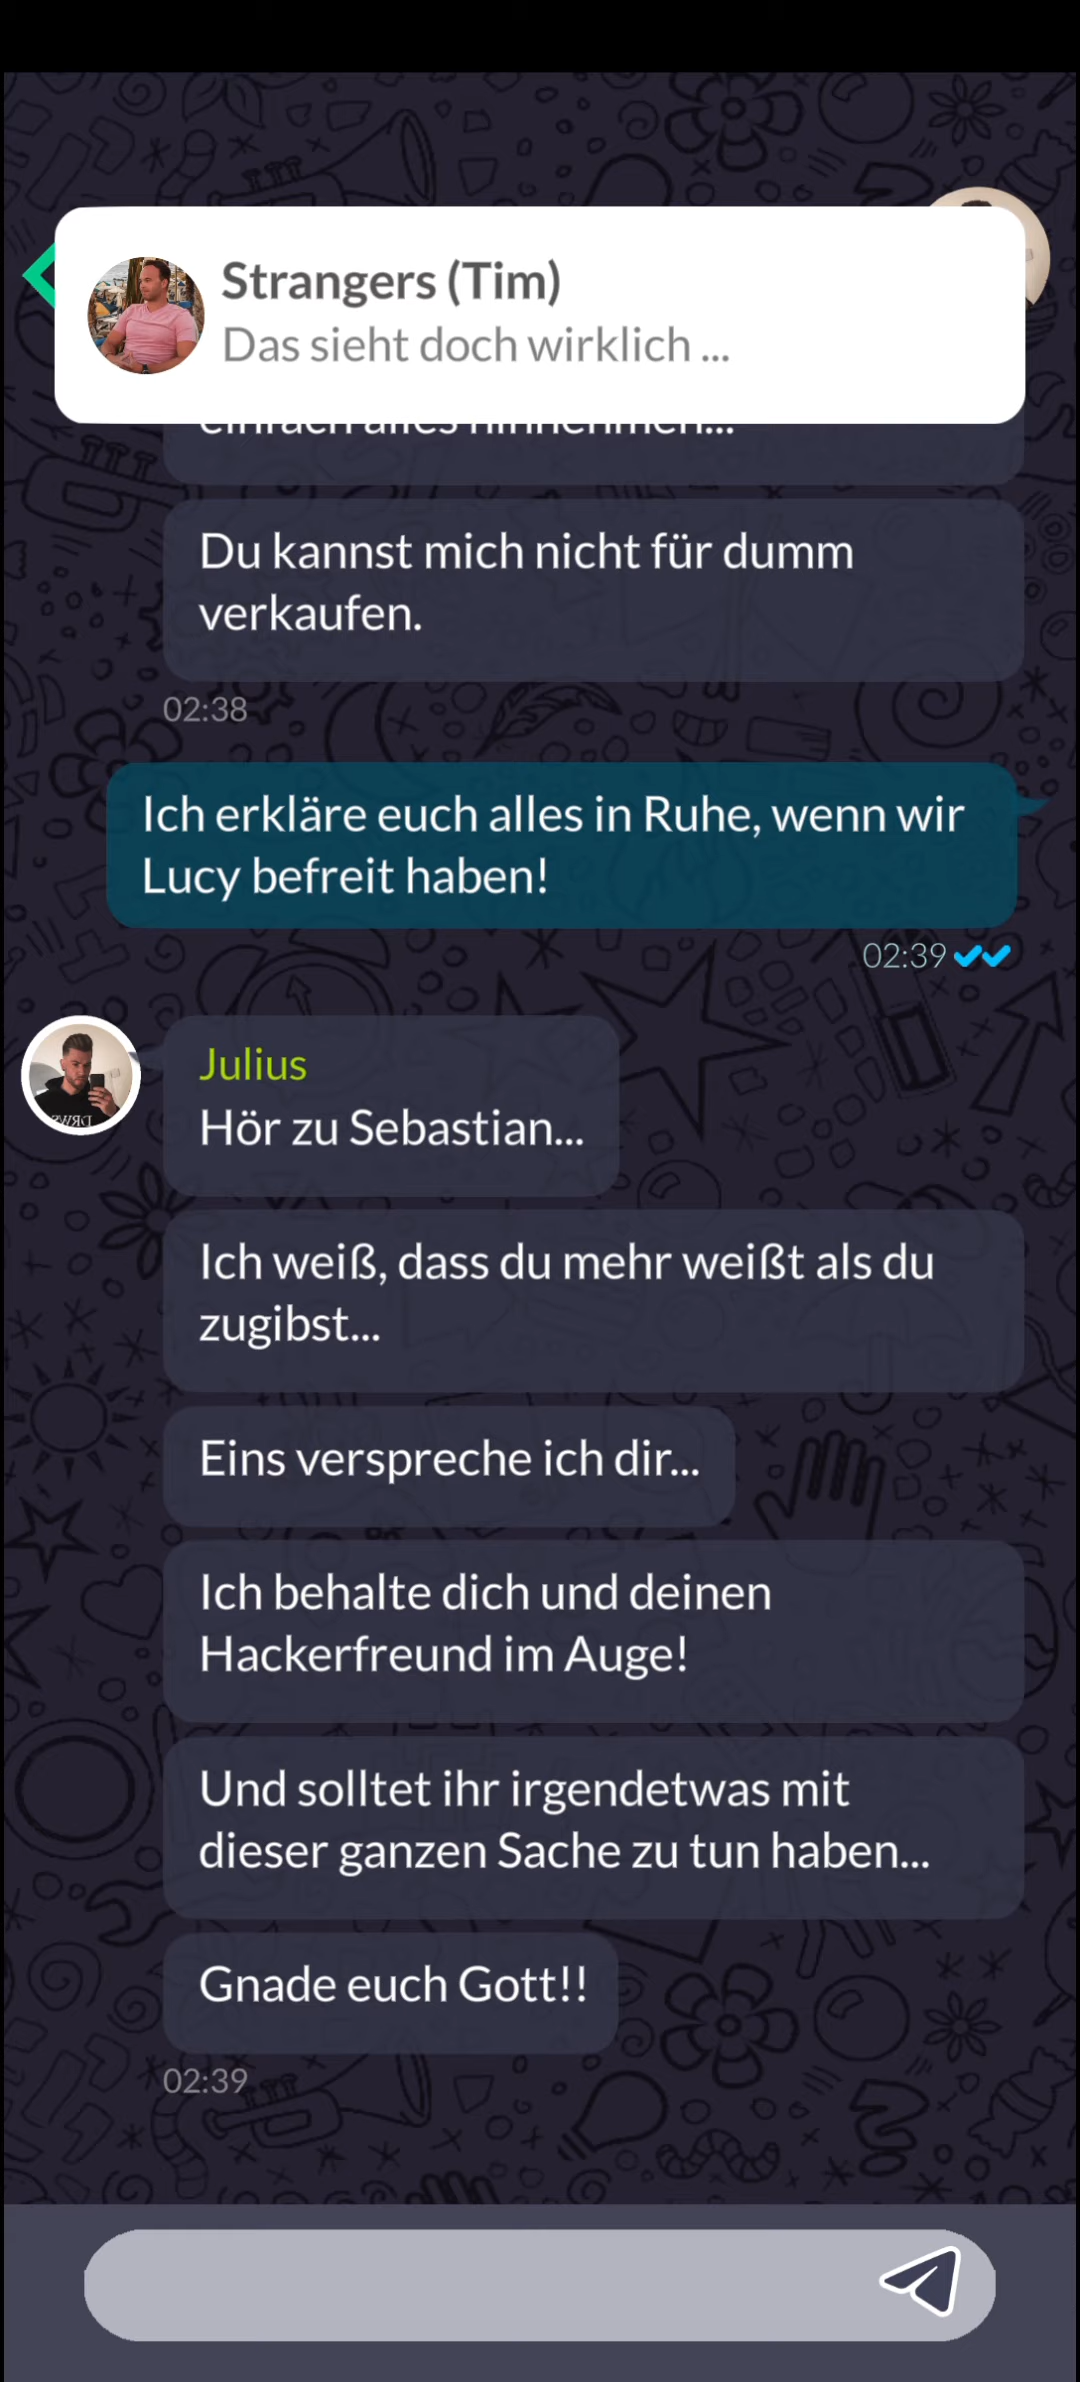 Strangers (Tim)
Das sieht doch wirklich ...
einfach alles hinnehmen...
Du kannst mich nicht für dumm
verkaufen.
02:38
Ich erkläre euch alles in Ruhe, wenn wir
Lucy befreit haben!
02:39
Julius
Hör zu Sebastian...
Ich weiß, dass du mehr weißt als du
zugibst...
Eins verspreche ich dir...
Ich behalte dich und deinen
Hackerfreund im Auge!
Und solltet ihr irgendetwas mit
dieser ganzen Sache zu tun haben...
Gnade euch Gott!!
02:39